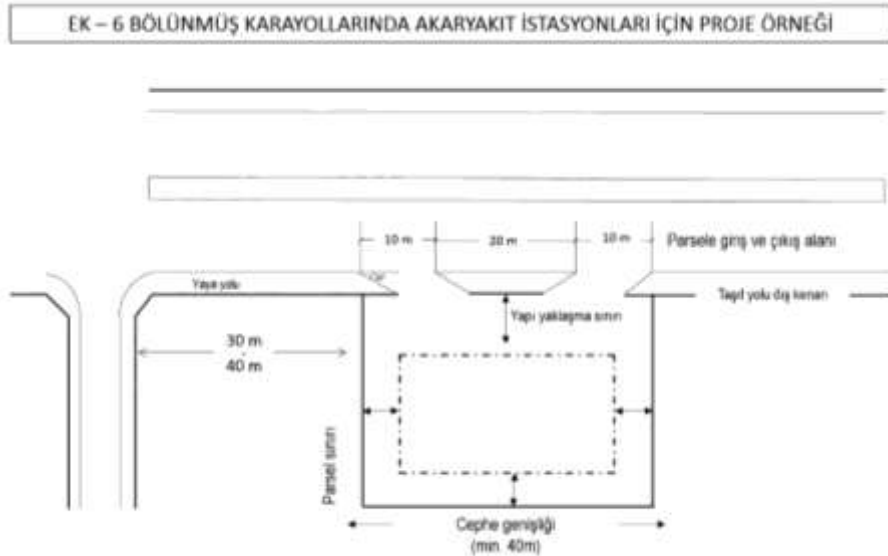 EK – 6 BÖLÜNMÜŞ KARAYOLLARINDA AKARYAKIT İSTASYONLARI İÇİN PROJE ÖRNEĞİ
10 m
20 m
10 m
Parsele giriş ve çıkış alanı
Yaya yolu
Taşıt yolu dış kenarı
Yapı yaklaşma sınırı
30 m
40 m
Parsel sınırı
Cephe genişliği
(min. 40m)